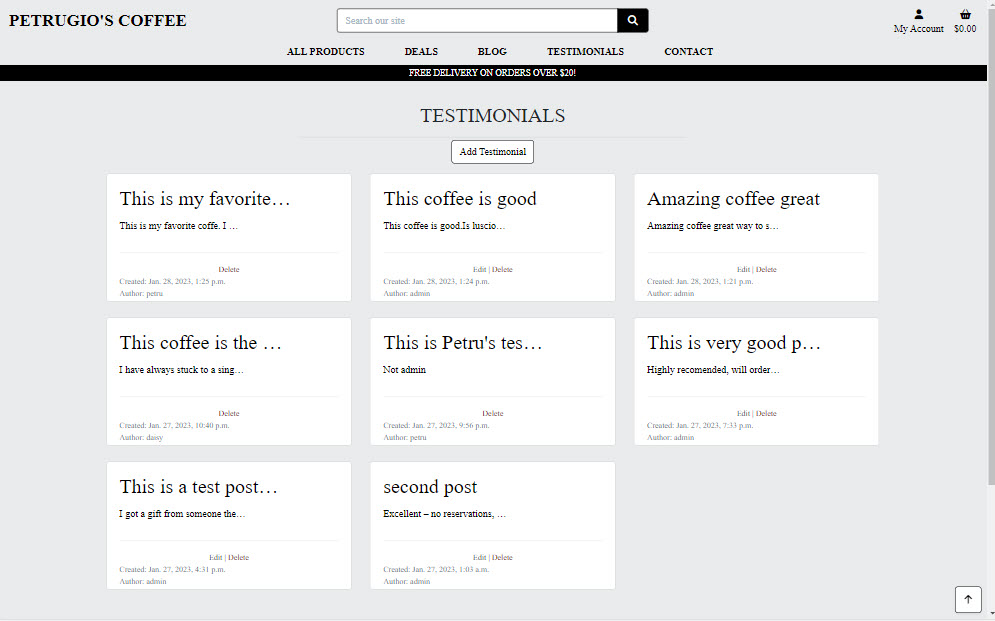 PETRUGIO'S COFFEE
Search our site
My Account
$0.00
ALL PRODUCTS DEALS BLOG TESTIMONIALS CONTACT
FREE DELIVERY ON ORDERS OVER $20!
TESTIMONIALS
Add Testimonial
This is my favorite…
This is my favorite coffe. I …
Delete
Created: Jan. 28, 2023, 1:25 p.m.
Author: petru
This coffee is good
This coffee is good.Is luscio…
Edit | Delete
Created: Jan. 28, 2023, 1:24 p.m.
Author: admin
Amazing coffee great
Amazing coffee great way to s…
Edit | Delete
Created: Jan. 28, 2023, 1:21 p.m.
Author: admin
This coffee is the …
I have always stuck to a sing…
Delete
Created: Jan. 27, 2023, 10:40 p.m.
Author: daisy
This is Petru's tes…
Not admin
Delete
Created: Jan. 27, 2023, 9:56 p.m.
Author: petru
This is very good p…
Highly recomended, will order…
Edit | Delete
Created: Jan. 27, 2023, 7:33 p.m.
Author: admin
This is a test post…
I got a gift from someone the…
Edit | Delete
Created: Jan. 27, 2023, 4:31 p.m.
Author: admin
second post
Excellent – no reservations, …
Edit | Delete
Created: Jan. 27, 2023, 1:03 a.m.
Author: admin